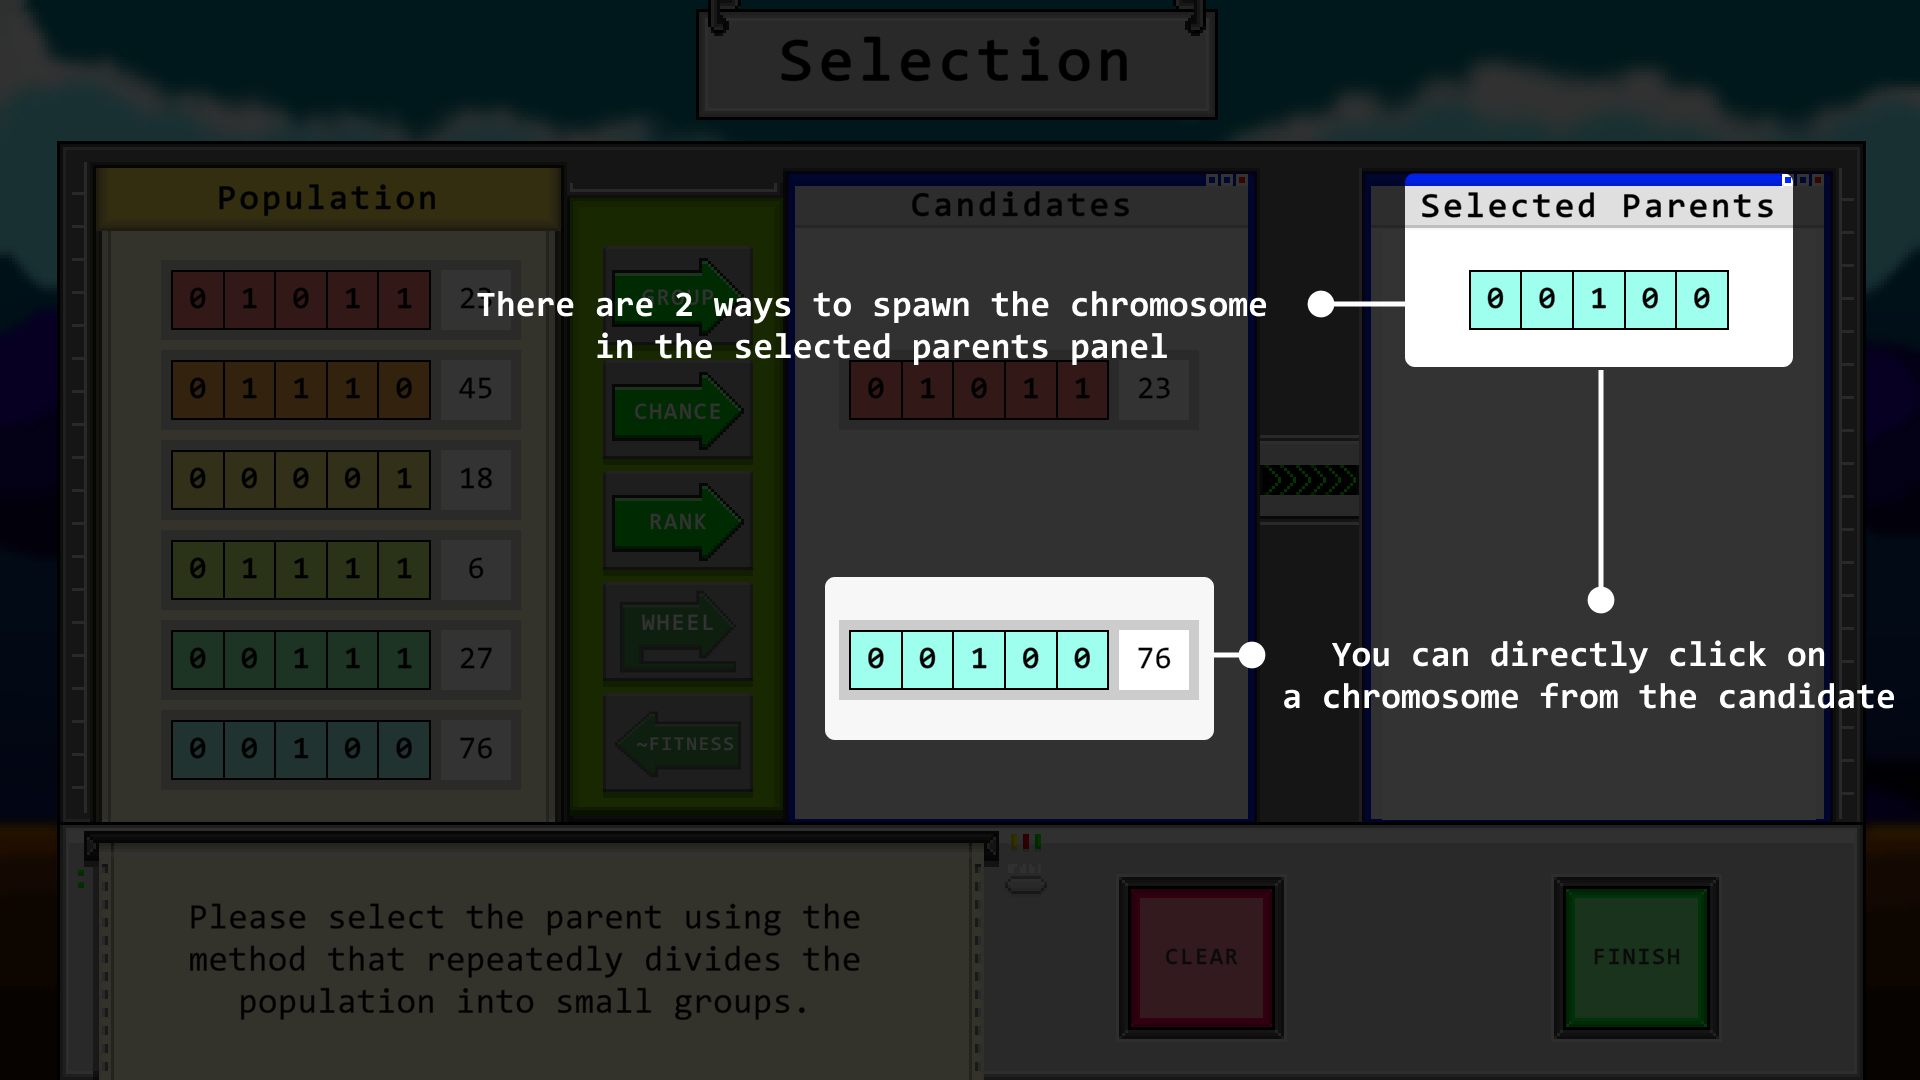 Selection
Population
0 1 0 1 1 23
0 1 1 1 0 45
0 0 0 0 1 18
0 1 1 1 1 6
0 0 1 1 1 27
0 0 1 0 0 76
GROUP
CHANCE
RANK
WHEEL
~FITNESS
Candidates
0 1 0 1 1 23
0 0 1 0 0 76
Selected Parents
0 0 1 0 0
There are 2 ways to spawn the chromosome
in the selected parents panel
You can directly click on
a chromosome from the candidate
Please select the parent using the
method that repeatedly divides the
population into small groups.
CLEAR
FINISH